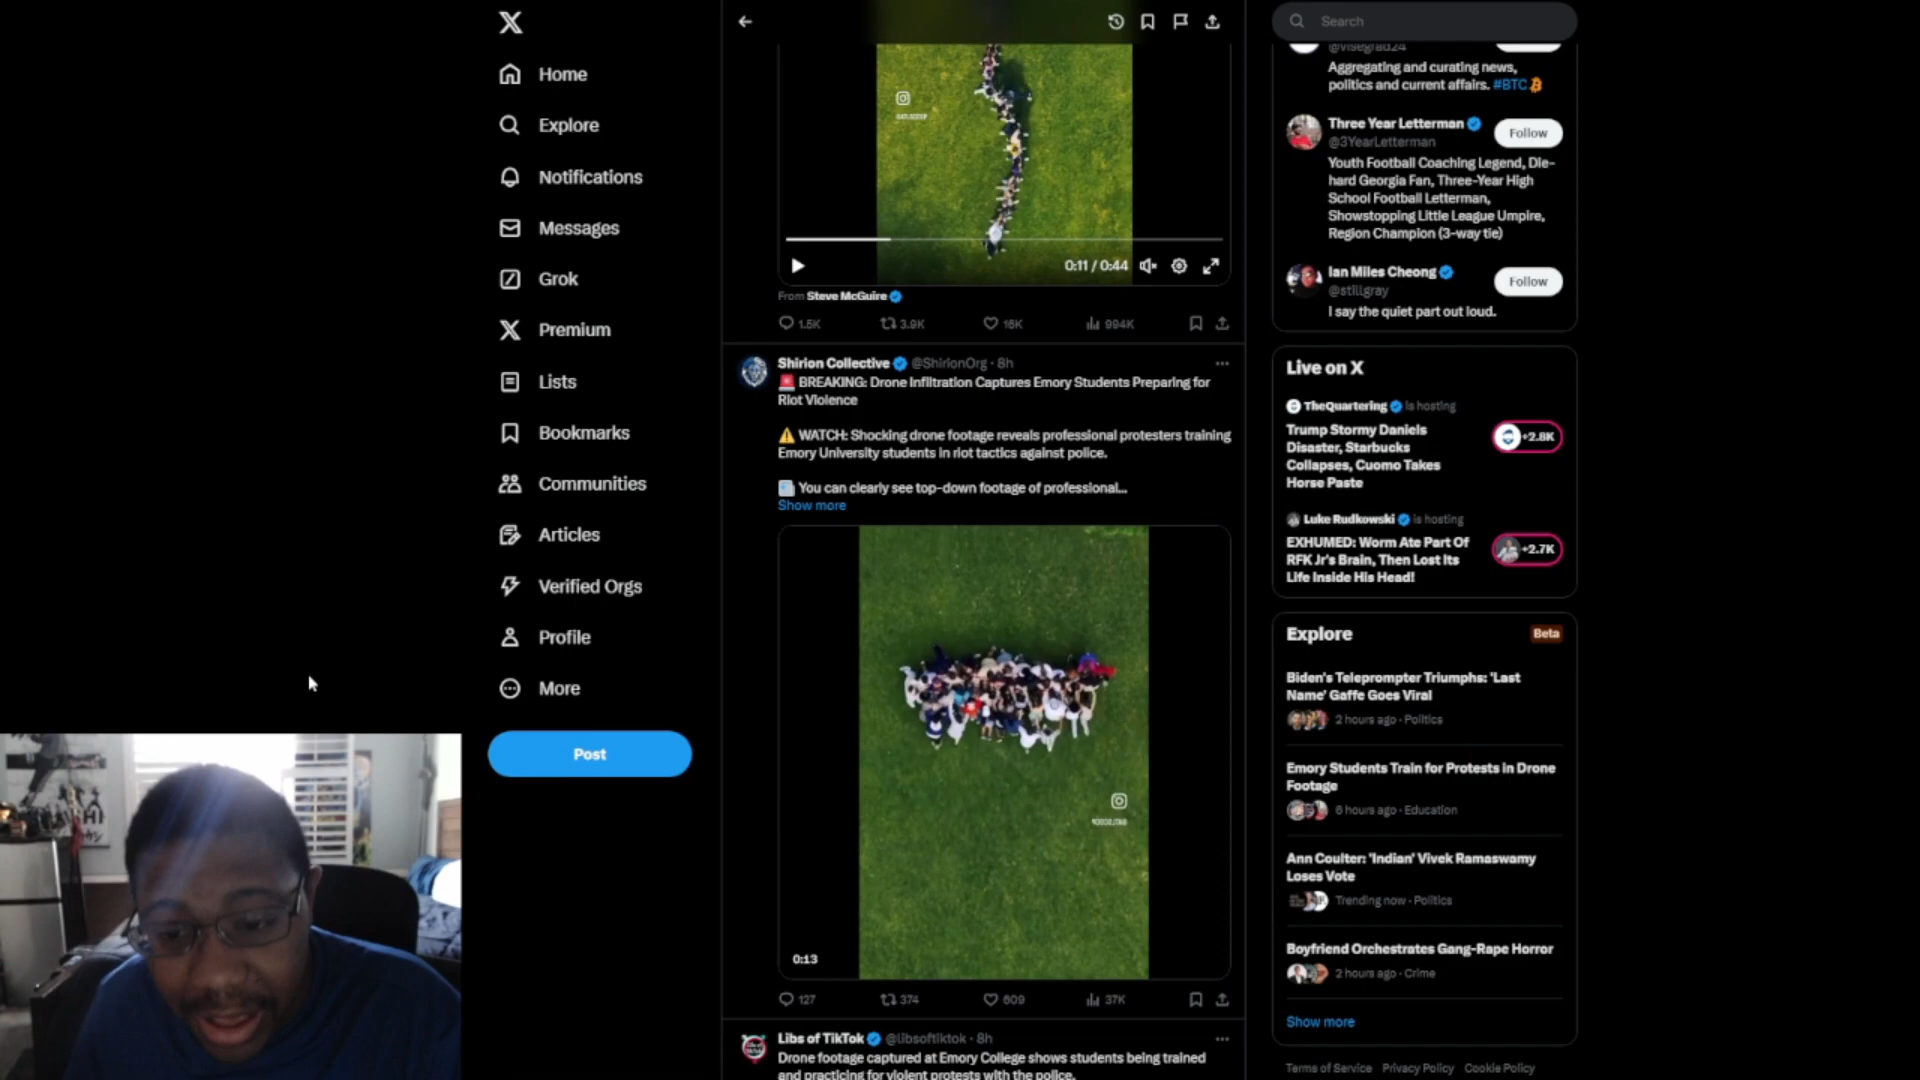 Home
Explore
Notifications
Messages
Grok
Premium
Lists
Bookmarks
Communities
Articles
Verified Orgs
Profile
More
Post
0:11 / 0:44
From Steve McGuire
1.5K
3.9K
16K
994K
Shirion Collective @ShirionOrg · 8h
🚨 BREAKING: Drone Infiltration Captures Emory Students Preparing for
Riot Violence
⚠️ WATCH: Shocking drone footage reveals professional protesters training
Emory University students in riot tactics against police.
You can clearly see top-down footage of professional...
Show more
0:13
127
374
609
37K
Libs of TikTok @libsoftiktok · 8h
Drone footage captured at Emory College shows students being trained
and practicing for violent protests with the police.
Search
@visegrad24
Aggregating and curating news,
politics and current affairs. #BTC
Three Year Letterman
@3YearLetterman
Follow
Youth Football Coaching Legend, Die-
hard Georgia Fan, Three-Year High
School Football Letterman,
Showstopping Little League Umpire,
Region Champion (3-way tie)
Ian Miles Cheong
@stillgray
Follow
I say the quiet part out loud.
Live on X
TheQuartering is hosting
Trump Stormy Daniels
Disaster, Starbucks
Collapses, Cuomo Takes
Horse Paste
+2.8K
Luke Rudkowski is hosting
EXHUMED: Worm Ate Part Of
RFK Jr's Brain, Then Lost Its
Life Inside His Head!
+2.7K
Explore
Beta
Biden's Teleprompter Triumphs: 'Last
Name' Gaffe Goes Viral
2 hours ago · Politics
Emory Students Train for Protests in Drone
Footage
6 hours ago · Education
Ann Coulter: 'Indian' Vivek Ramaswamy
Loses Vote
Trending now · Politics
Boyfriend Orchestrates Gang-Rape Horror
2 hours ago · Crime
Show more
Terms of Service Privacy Policy Cookie Policy